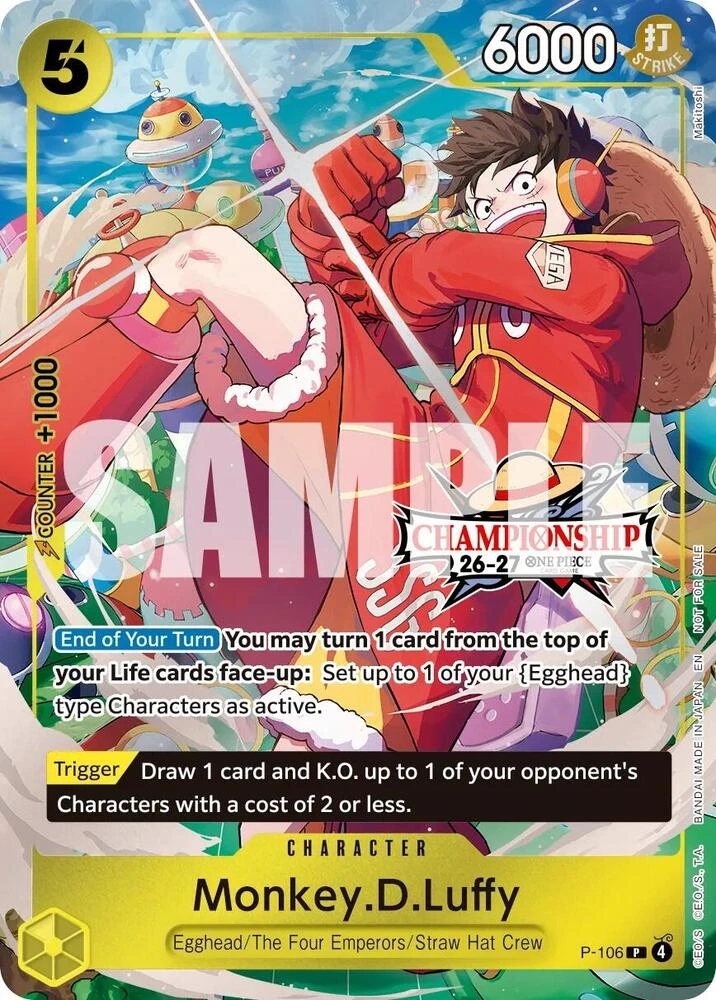 5
6000
打
STRIKE
Makitoshi
PU
VEGA
COUNTER +1000
SAMPLE
CHAMPIONSHIP
26-27 ONE PIECE
CARD GAME
SSG
End of Your Turn You may turn 1 card from the top of
your Life cards face-up: Set up to 1 of your {Egghead}
type Characters as active.
Trigger Draw 1 card and K.O. up to 1 of your opponent's
Characters with a cost of 2 or less.
CHARACTER
Monkey.D.Luffy
Egghead/The Four Emperors/Straw Hat Crew
P-106 P 4
©E.O./S ©E.O./S., T.A. BANDAI MADE IN JAPAN EN NOT FOR SALE